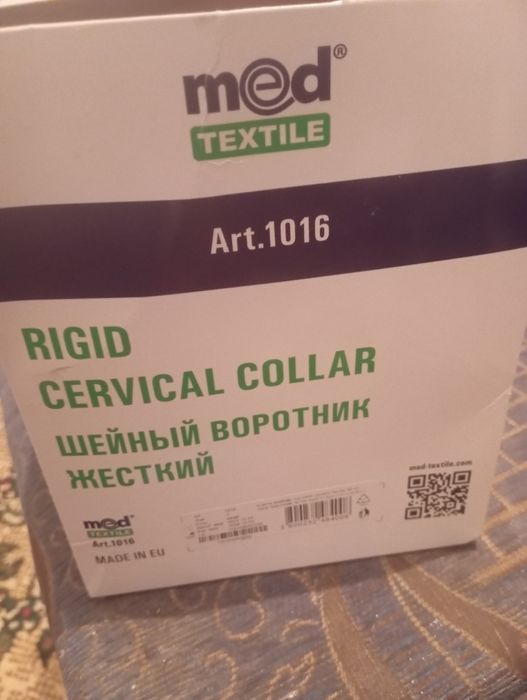 med®
TEXTILE
Art.1016
RIGID
CERVICAL COLLAR
ШЕЙНЫЙ ВОРОТНИК
ЖЕСТКИЙ
med-textile.com
med
TEXTILE
Art.1016
MADE IN EU